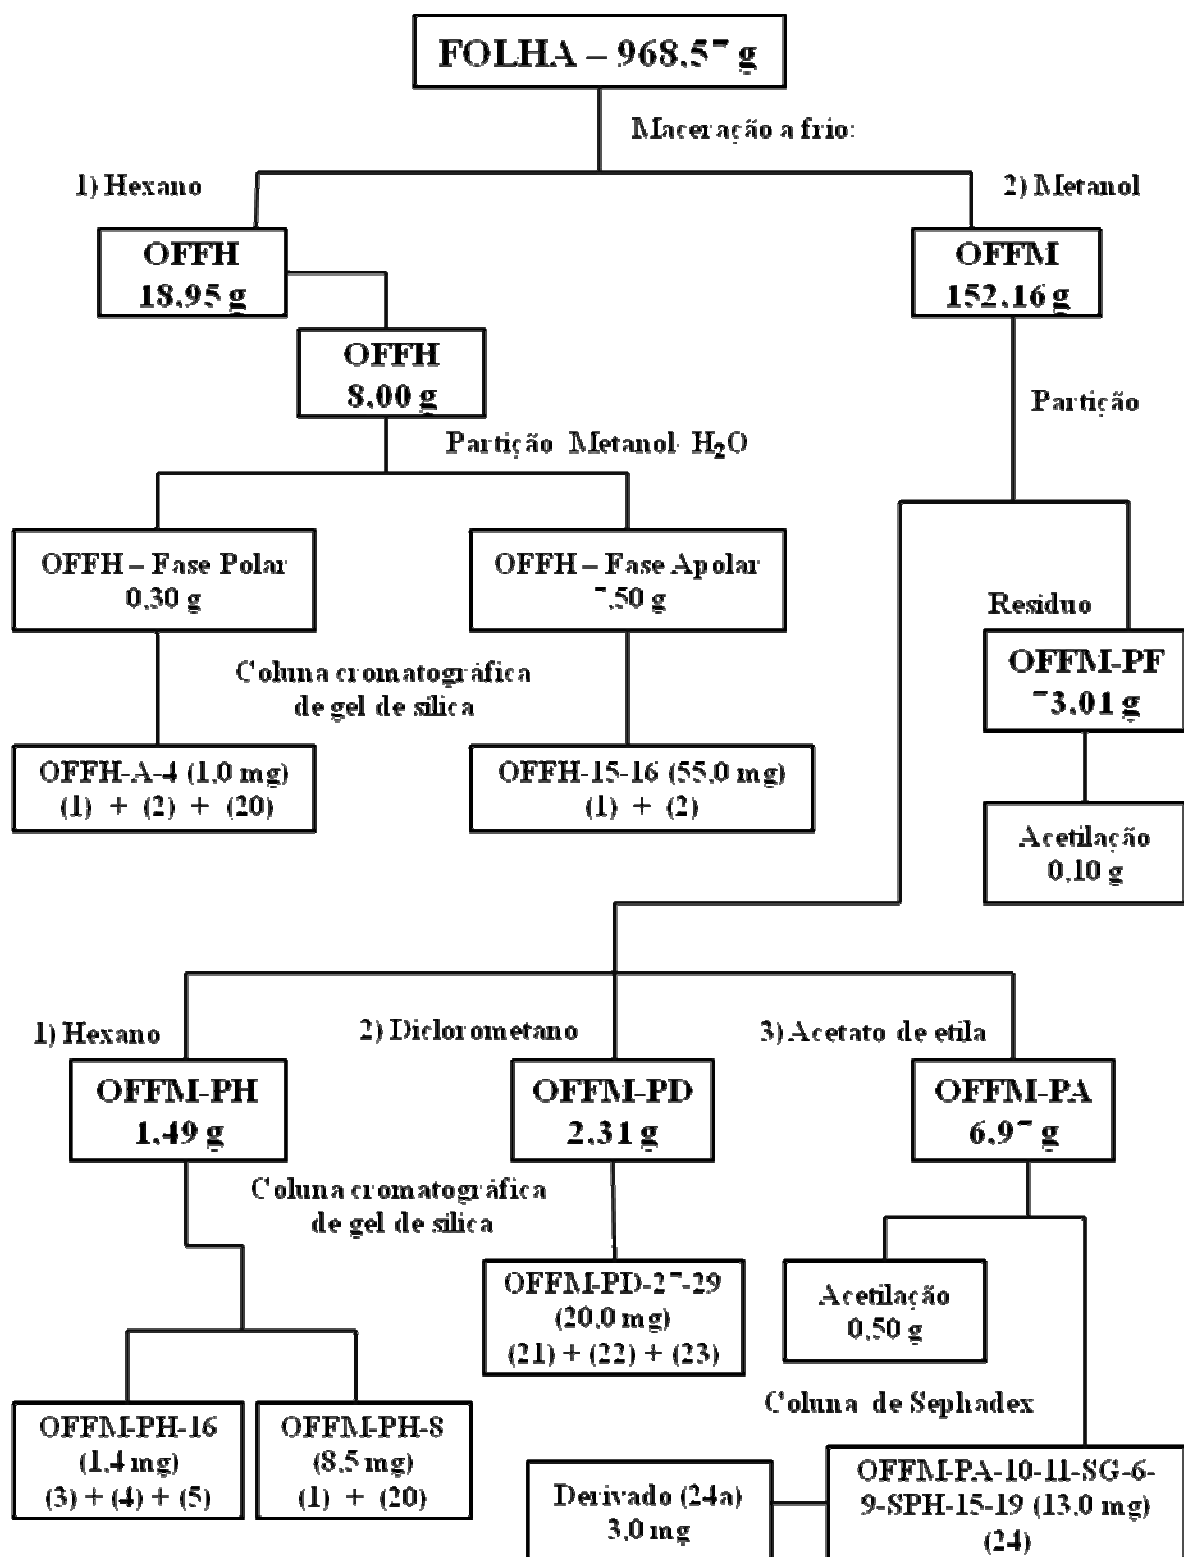 FOLHA – 968,57 g
Maceração a frio:
1) Hexano
2) Metanol
OFFH
18,95 g
OFFM
152,16 g
OFFH
8,00 g
Partição
Partição Metanol- H₂O
OFFH – Fase Polar
0,30 g
OFFH – Fase Apolar
7,50 g
Resíduo
OFFM-PF
73,01 g
Coluna cromatográfica
de gel de sílica
OFFH-A-4 (1,0 mg)
(1) + (2) + (20)
OFFH-15-16 (55,0 mg)
(1) + (2)
Acetilação
0,10 g
1) Hexano
2) Diclorometano
3) Acetato de etila
OFFM-PH
1,49 g
OFFM-PD
2,31 g
OFFM-PA
6,97 g
Coluna cromatográfica
de gel de sílica
OFFM-PD-27-29
(20,0 mg)
(21) + (22) + (23)
Acetilação
0,50 g
Coluna de Sephadex
OFFM-PH-16
(1,4 mg)
(3) + (4) + (5)
OFFM-PH-8
(8,5 mg)
(1) + (20)
Derivado (24a)
3,0 mg
OFFM-PA-10-11-SG-6-
9-SPH-15-19 (13,0 mg)
(24)